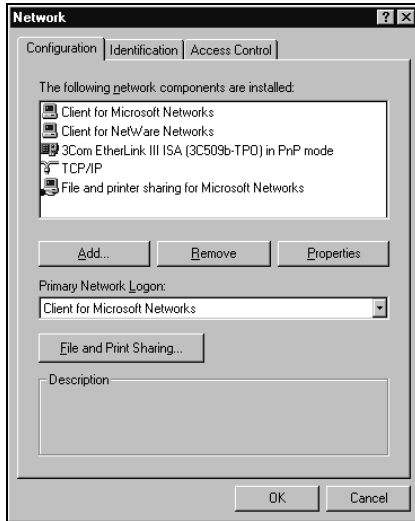 Network
Configuration Identification Access Control
The following network components are installed:
Client for Microsoft Networks
Client for NetWare Networks
3Com EtherLink III ISA (3C509b-TPO) in PnP mode
TCP/IP
File and printer sharing for Microsoft Networks
Add... Remove Properties
Primary Network Logon:
Client for Microsoft Networks
File and Print Sharing...
Description
OK Cancel